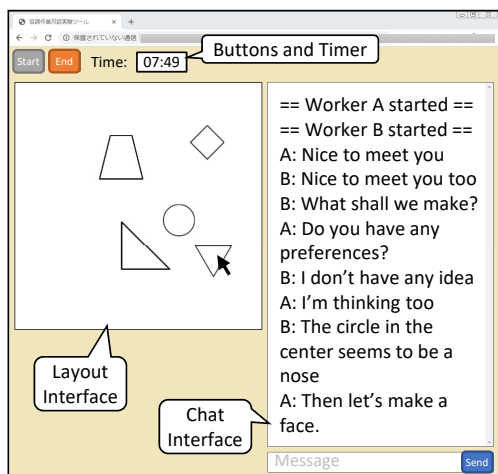 協調作業対話実験ツール
保護されていない通信
Start
End
Time:
07:49
Buttons and Timer
== Worker A started ==
== Worker B started ==
A: Nice to meet you
B: Nice to meet you too
B: What shall we make?
A: Do you have any
preferences?
B: I don't have any idea
A: I'm thinking too
B: The circle in the
center seems to be a
nose
A: Then let's make a
face.
Layout
Interface
Chat
Interface
Message
Send